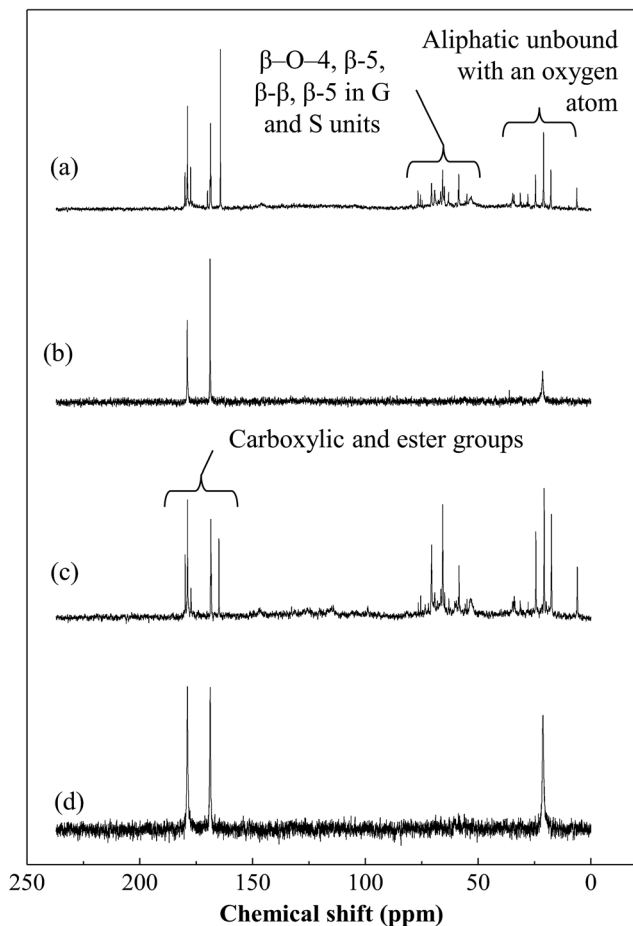 β–O–4, β-5,
β-β, β-5 in G
and S units
Aliphatic unbound
with an oxygen
atom
(a)
(b)
Carboxylic and ester groups
(c)
(d)
250 200 150 100 50 0
Chemical shift (ppm)